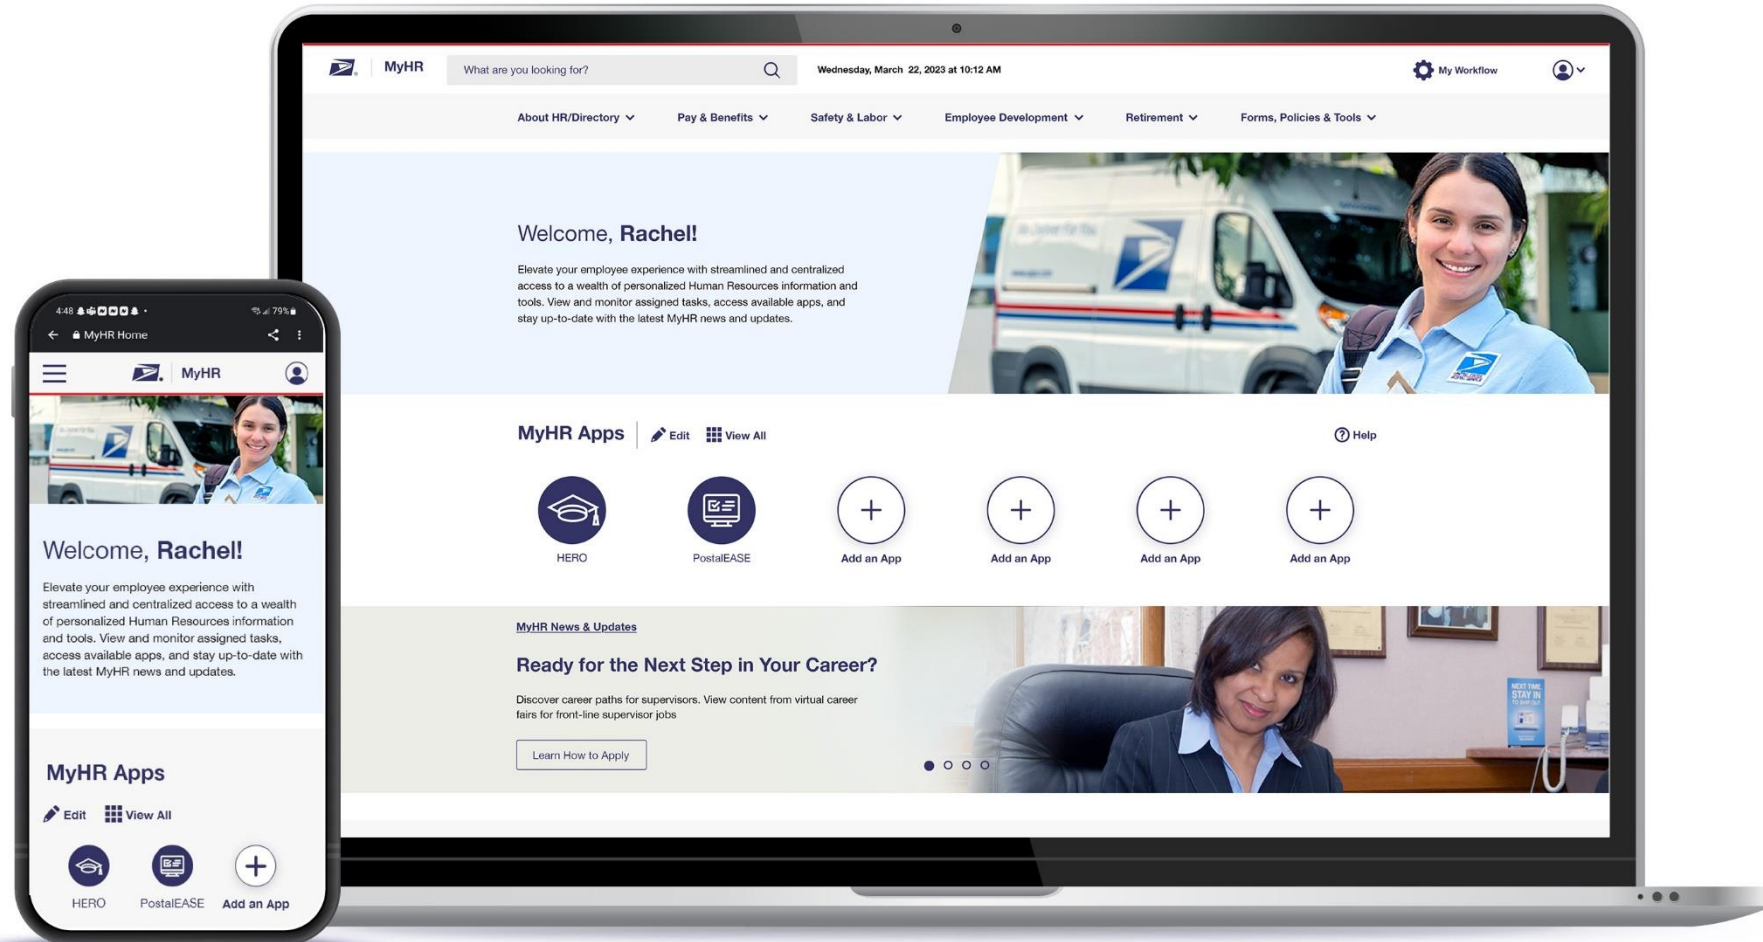 MyHR
What are you looking for?
Wednesday, March 22, 2023 at 10:12 AM
My Workflow
About HR/Directory
Pay & Benefits
Safety & Labor
Employee Development
Retirement
Forms, Policies & Tools
Welcome, Rachel!
Elevate your employee experience with streamlined and centralized
access to a wealth of personalized Human Resources information and
tools. View and monitor assigned tasks, access available apps, and
stay up-to-date with the latest MyHR news and updates.
MyHR Apps
Edit
View All
Help
HERO
PostalEASE
Add an App
Add an App
Add an App
Add an App
MyHR News & Updates
Ready for the Next Step in Your Career?
Discover career paths for supervisors. View content from virtual career
fairs for front-line supervisor jobs
Learn How to Apply
NEXT TIME,
STAY IN
4:48
79%
MyHR Home
MyHR
Welcome, Rachel!
Elevate your employee experience with
streamlined and centralized access to a wealth
of personalized Human Resources information
and tools. View and monitor assigned tasks,
access available apps, and stay up-to-date with
the latest MyHR news and updates.
MyHR Apps
Edit
View All
HERO
PostalEASE
Add an App